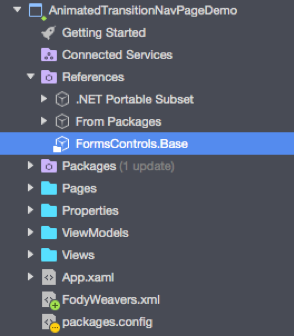 AnimatedTransitionNavPageDemo
Getting Started
Connected Services
References
.NET Portable Subset
From Packages
FormsControls.Base
Packages (1 update)
Pages
Properties
ViewModels
Views
App.xaml
FodyWeavers.xml
packages.config